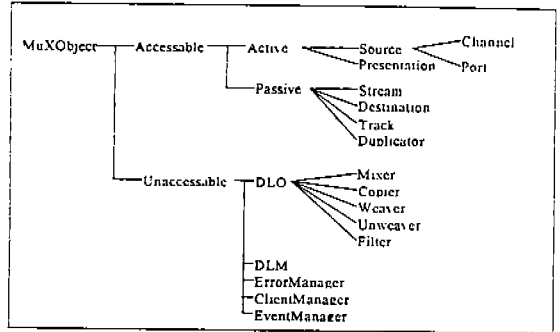 Channel
MuXObject Accessable Active Source
Presentation Port
Passive Stream
Destination
Track
Duplicator
Mixer
Unaccessable DLO Copier
Weaver
Unweaver
Filter
DLM
ErrorManager
ClientManager
EventManager